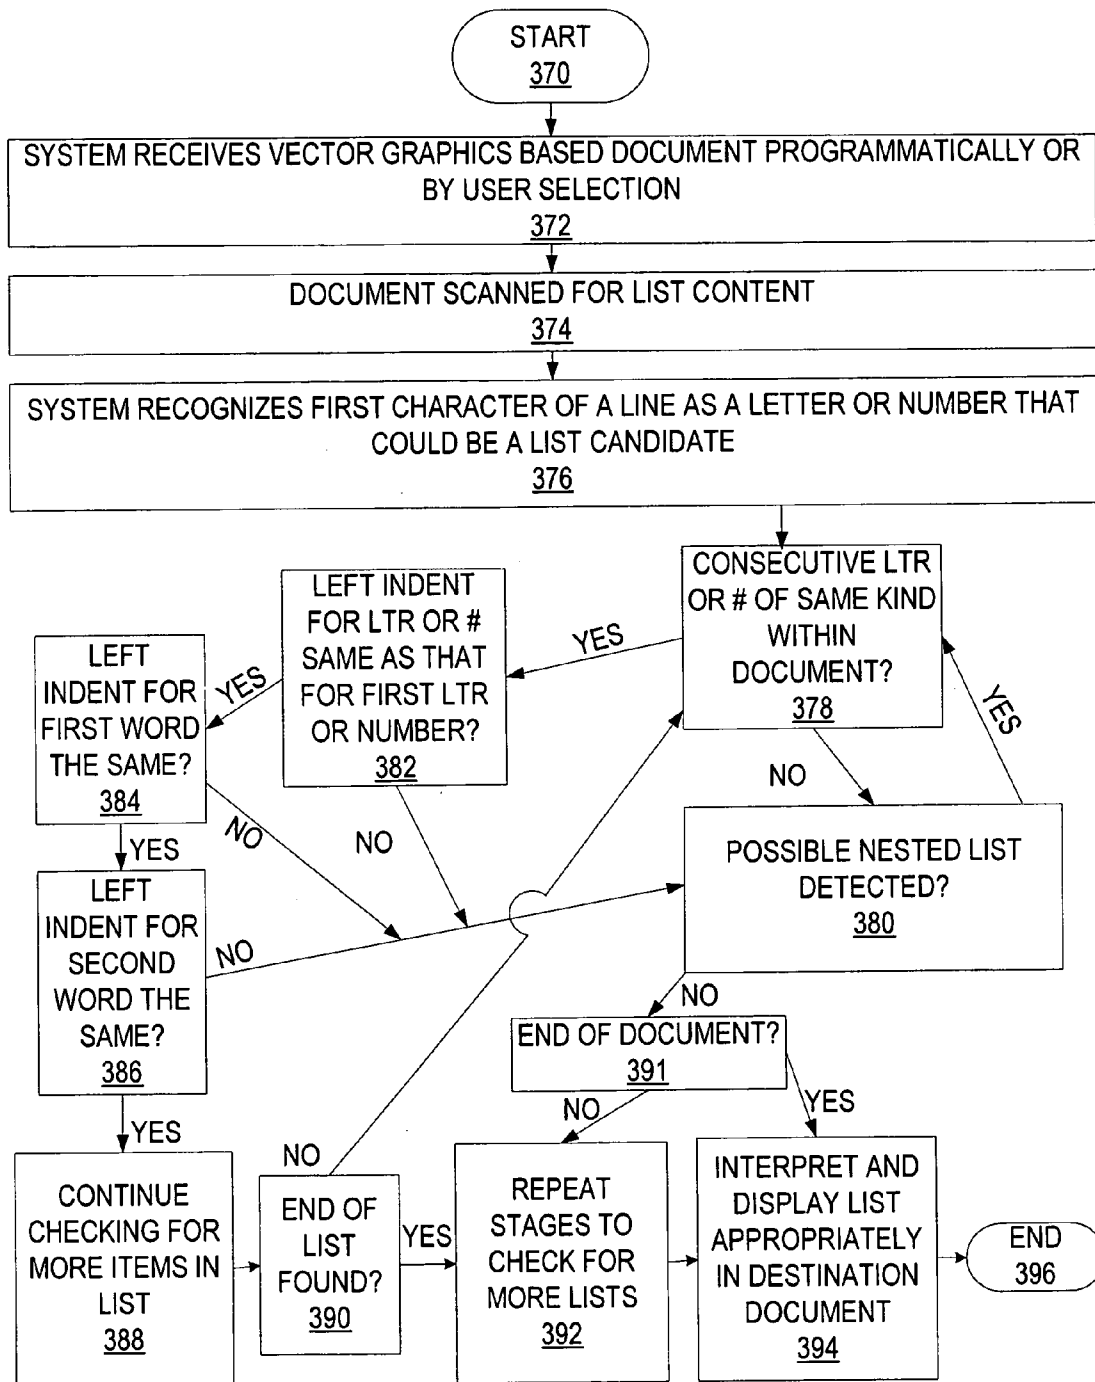 START
370
SYSTEM RECEIVES VECTOR GRAPHICS BASED DOCUMENT PROGRAMMATICALLY OR
BY USER SELECTION
372
DOCUMENT SCANNED FOR LIST CONTENT
374
SYSTEM RECOGNIZES FIRST CHARACTER OF A LINE AS A LETTER OR NUMBER THAT
COULD BE A LIST CANDIDATE
376
CONSECUTIVE LTR
OR # OF SAME KIND
WITHIN
DOCUMENT?
378
YES
NO
YES
LEFT INDENT
FOR LTR OR #
SAME AS THAT
FOR FIRST LTR
OR NUMBER?
382
YES
NO
LEFT
INDENT FOR
FIRST WORD
THE SAME?
384
NO
YES
POSSIBLE NESTED LIST
DETECTED?
380
NO
LEFT
INDENT FOR
SECOND
WORD THE
SAME?
386
NO
YES
END OF DOCUMENT?
391
NO
YES
CONTINUE
CHECKING FOR
MORE ITEMS IN
LIST
388
NO
END OF
LIST
FOUND?
390
YES
REPEAT
STAGES TO
CHECK FOR
MORE LISTS
392
INTERPRET AND
DISPLAY LIST
APPROPRIATELY
IN DESTINATION
DOCUMENT
394
END
396